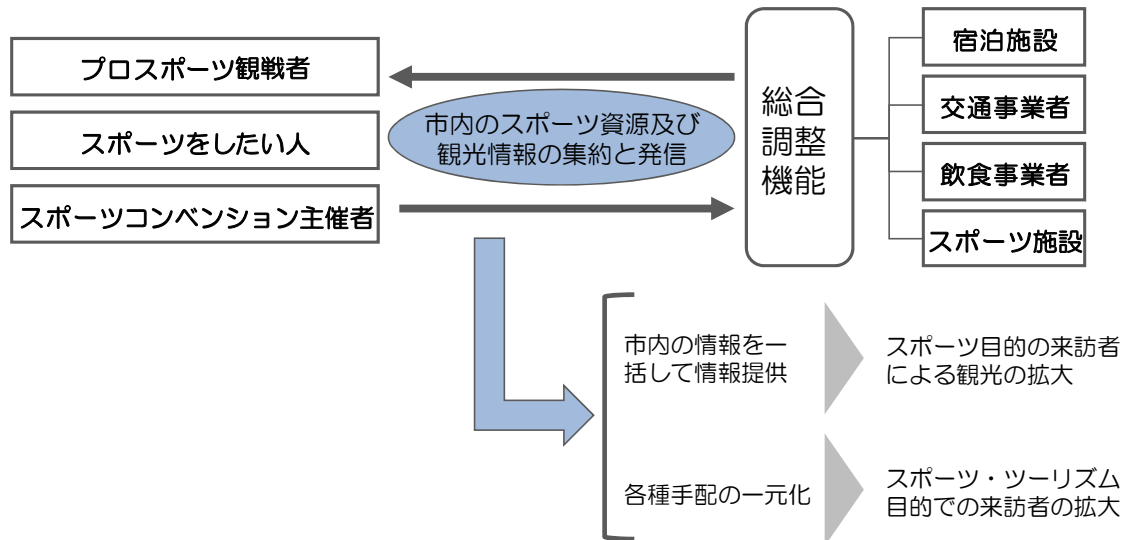 プロスポーツ観戦者
スポーツをしたい人
スポーツコンベンション主催者
市内のスポーツ資源及び
観光情報の集約と発信
総合
調整
機能
宿泊施設
交通事業者
飲食事業者
スポーツ施設
市内の情報を一
括して情報提供
スポーツ目的の来訪者
による観光の拡大
各種手配の一元化
スポーツ・ツーリズム
目的での来訪者の拡大